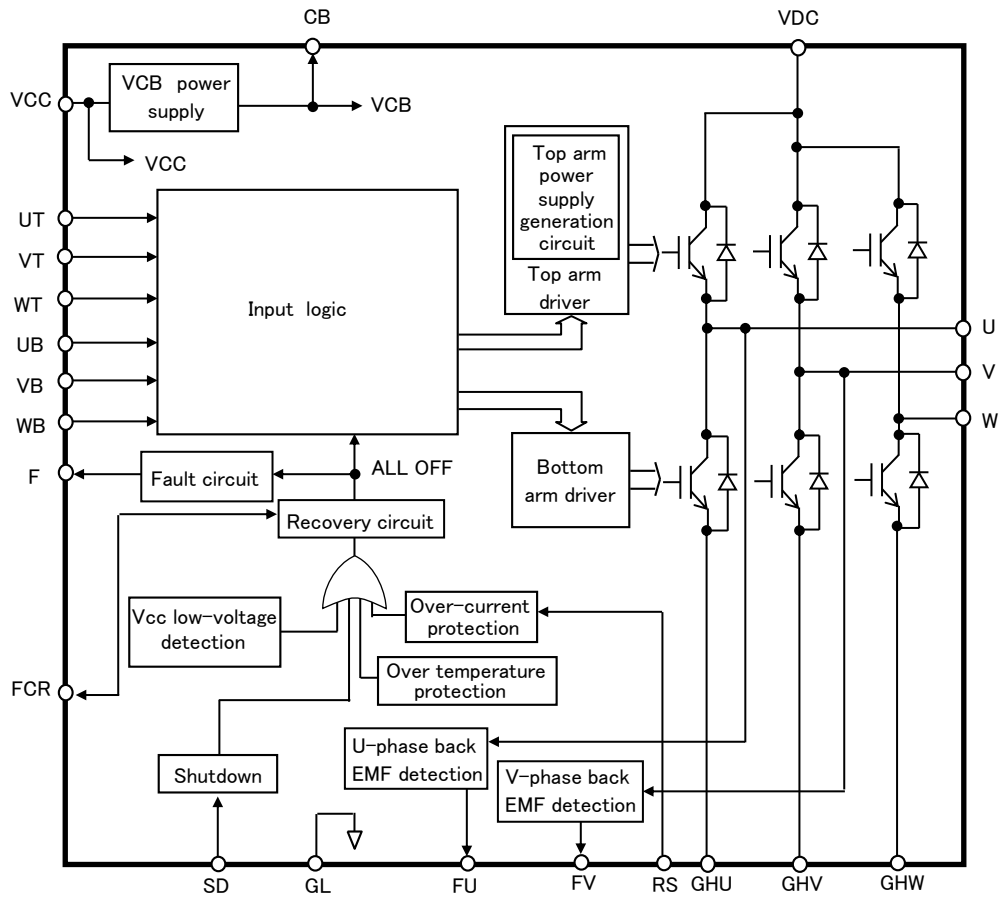 CB
VDC
VCC
VCB power
supply
VCB
VCC
UT
VT
WT
UB
VB
WB
Input logic
Top arm
power
supply
generation
circuit
Top arm
driver
U
V
W
Bottom
arm driver
F
Fault circuit
ALL OFF
Recovery circuit
Vcc low-voltage
detection
Over-current
protection
Over temperature
protection
FCR
Shutdown
U-phase back
EMF detection
V-phase back
EMF detection
SD
GL
FU
FV
RS
GHU
GHV
GHW